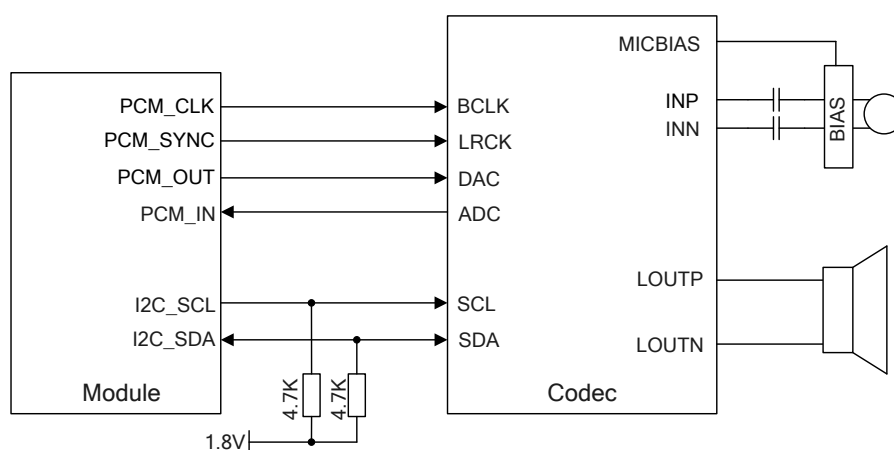 MICBIAS
PCM_CLK
BCLK
INP
PCM_SYNC
LRCK
INN
BIAS
PCM_OUT
DAC
PCM_IN
ADC
LOUTP
I2C_SCL
SCL
I2C_SDA
SDA
LOUTN
4.7K
4.7K
Module
Codec
1.8V